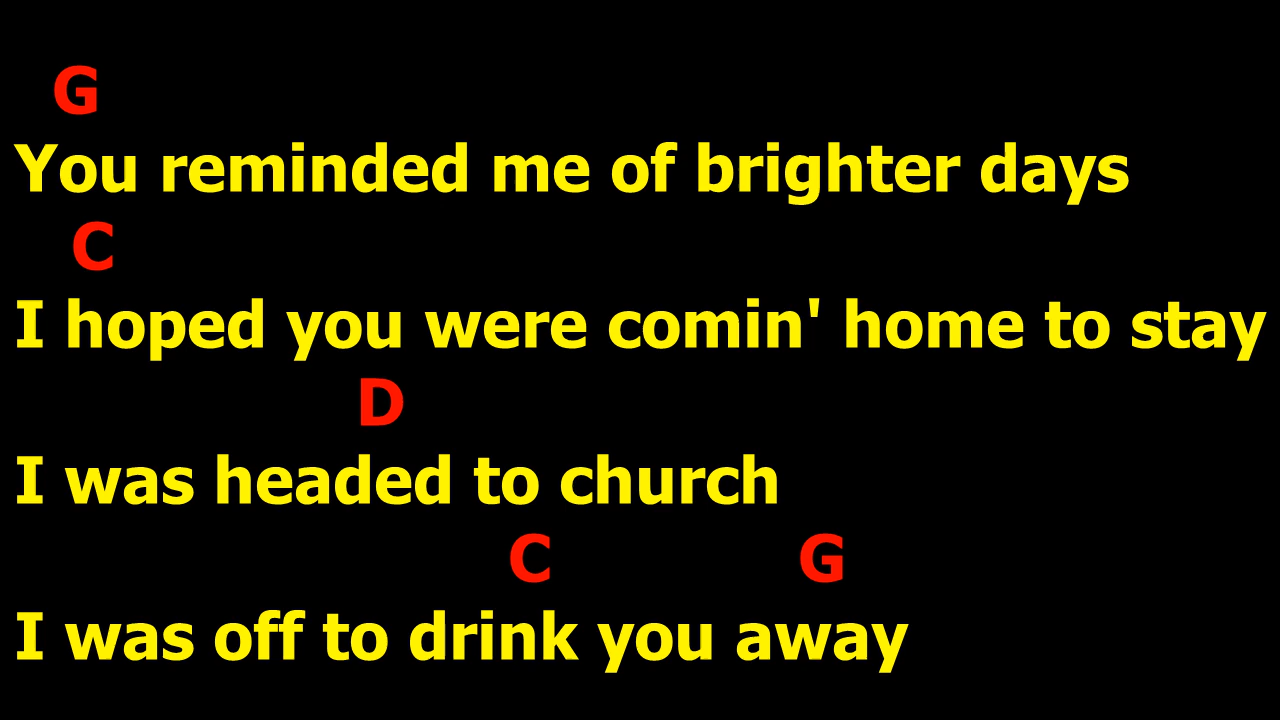 G
You reminded me of brighter days
C
I hoped you were comin' home to stay
D
I was headed to church
C G
I was off to drink you away